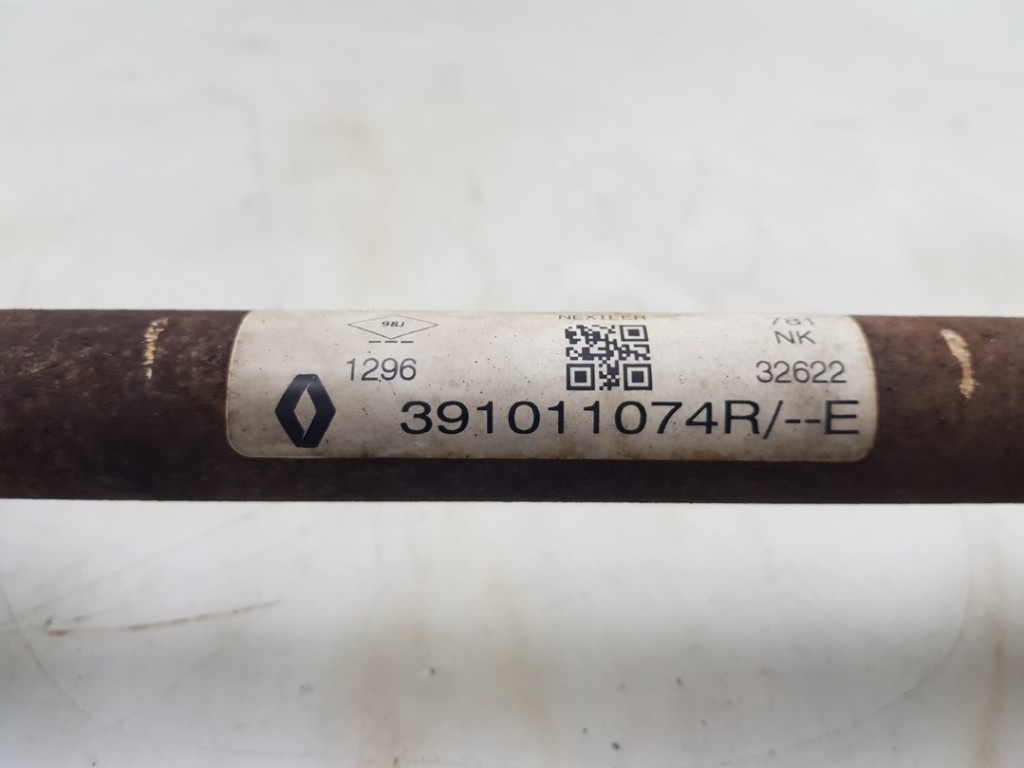 98J
NEXTEER
781
NK
1296
32622
391011074R/--E